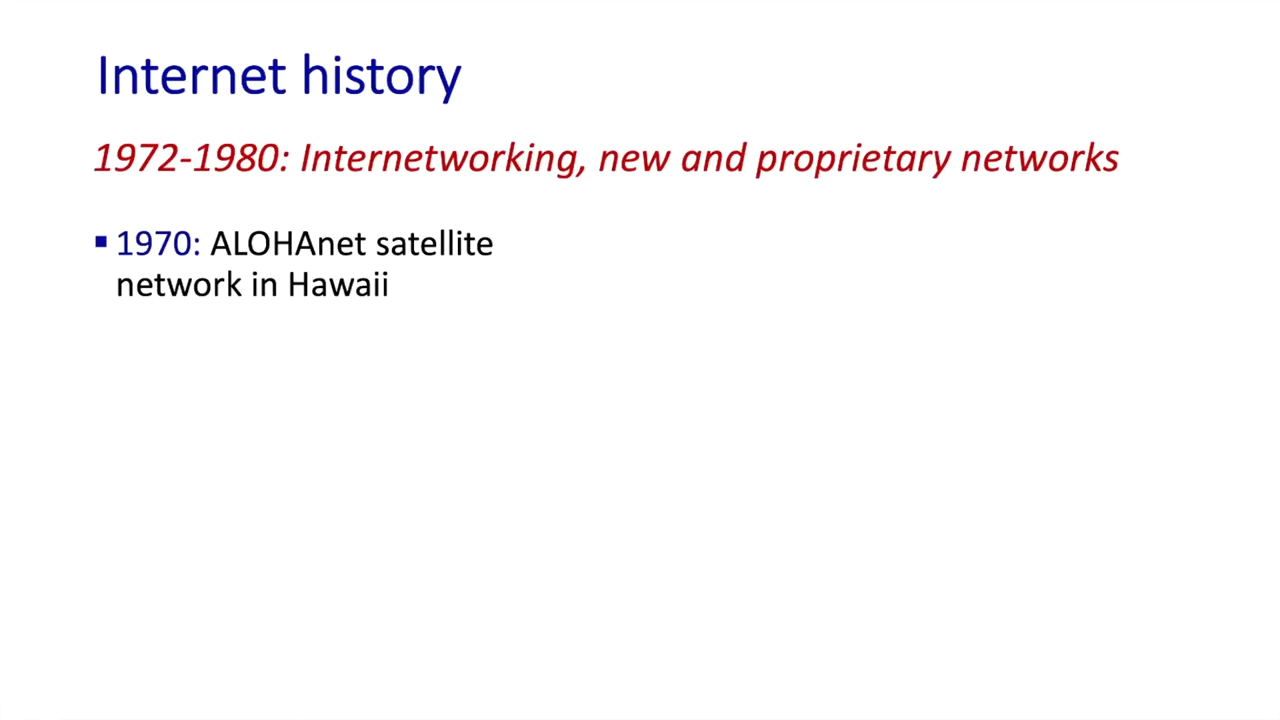 Internet history
1972-1980: Internetworking, new and proprietary networks
▪ 1970: ALOHAnet satellite
network in Hawaii